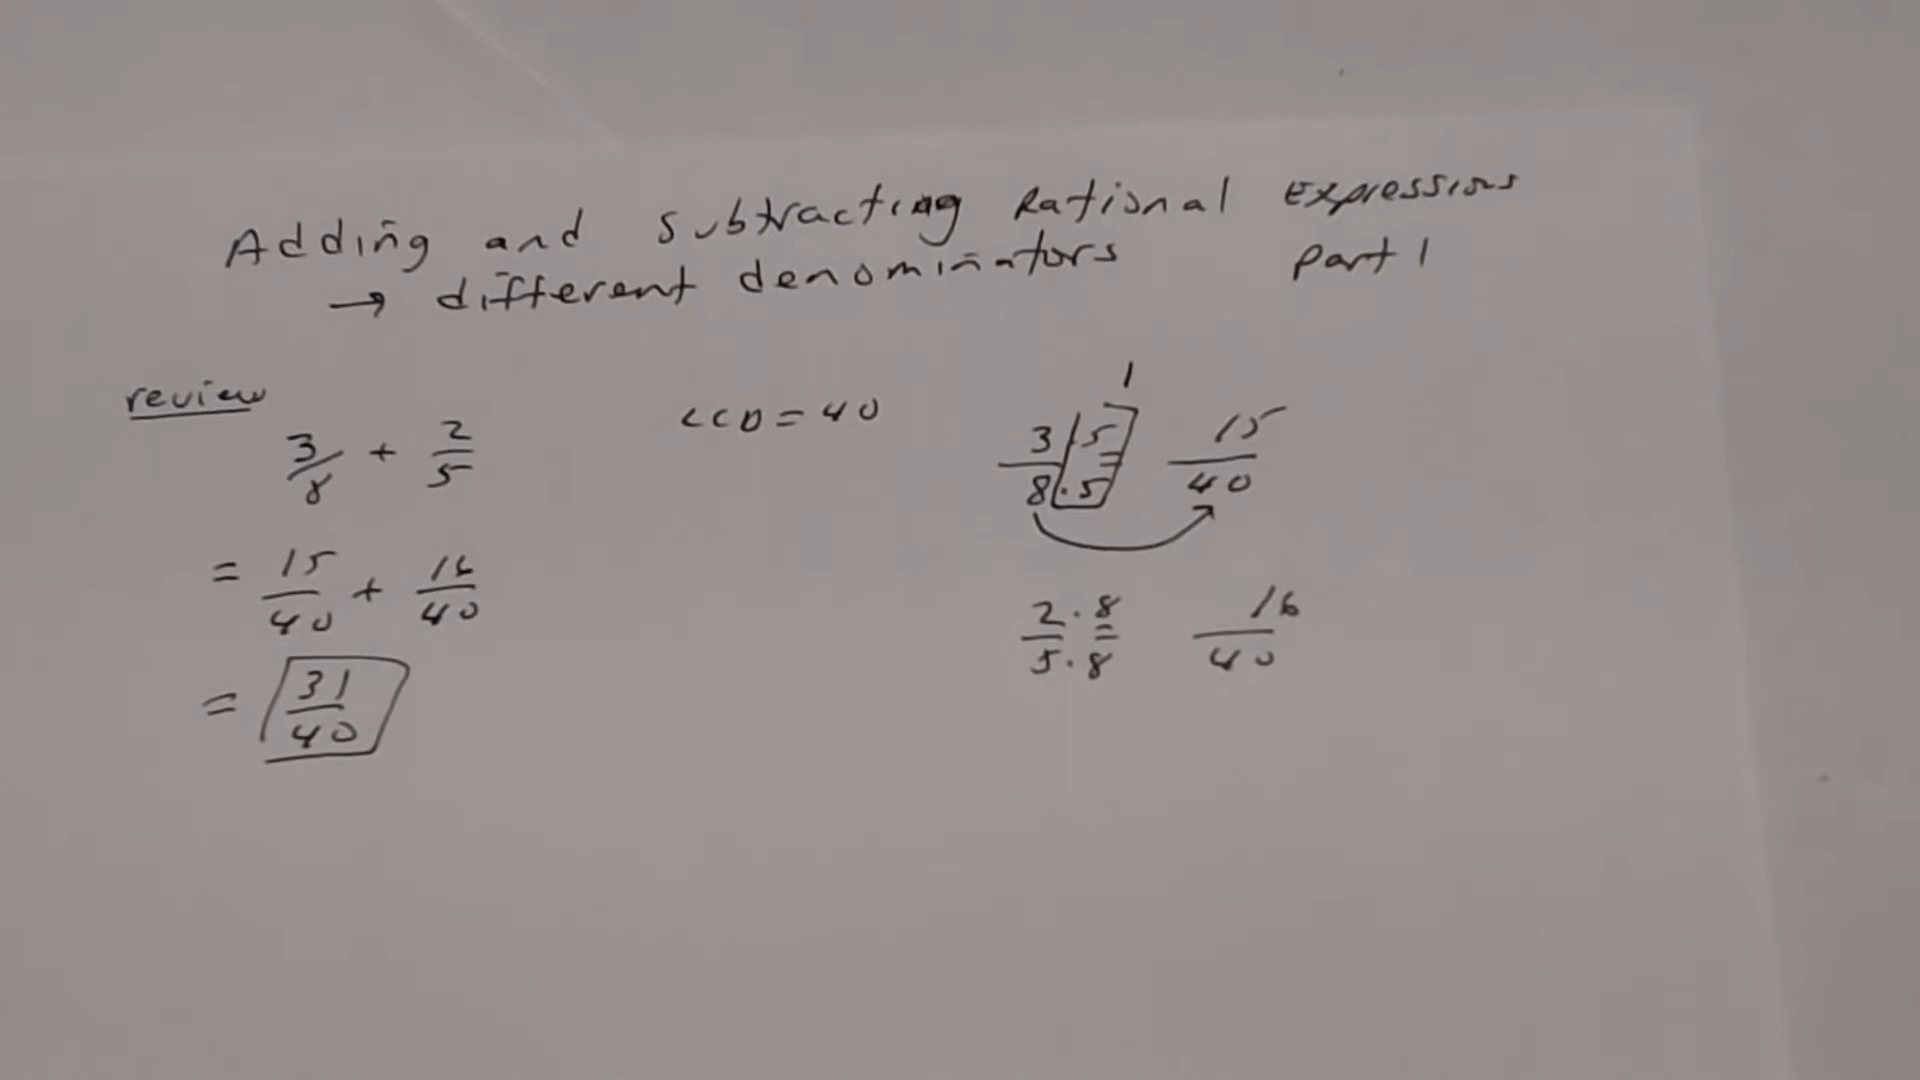 Adding and Subtracting Rational Expressions
→ different denominators Part 1
review
3/8 + 2/5 LCD = 40 3·5/8·5 = 15/40 1
= 15/40 + 16/40 2·8/5·8 = 16/40
= 31/40